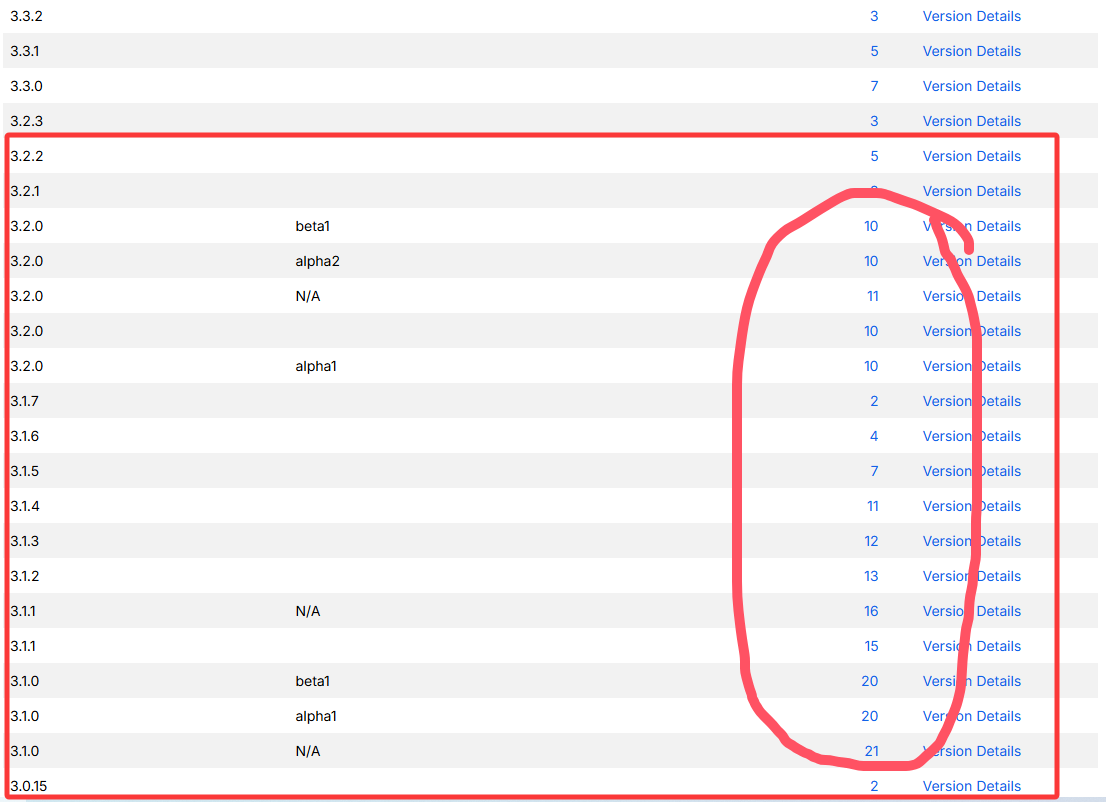 3.3.2 3 Version Details
3.3.1 5 Version Details
3.3.0 7 Version Details
3.2.3 3 Version Details
3.2.2 5 Version Details
3.2.1 Version Details
3.2.0 beta1 10 Version Details
3.2.0 alpha2 10 Version Details
3.2.0 N/A 11 Version Details
3.2.0 10 Version Details
3.2.0 alpha1 10 Version Details
3.1.7 2 Version Details
3.1.6 4 Version Details
3.1.5 7 Version Details
3.1.4 11 Version Details
3.1.3 12 Version Details
3.1.2 13 Version Details
3.1.1 N/A 16 Version Details
3.1.1 15 Version Details
3.1.0 beta1 20 Version Details
3.1.0 alpha1 20 Version Details
3.1.0 N/A 21 Version Details
3.0.15 2 Version Details